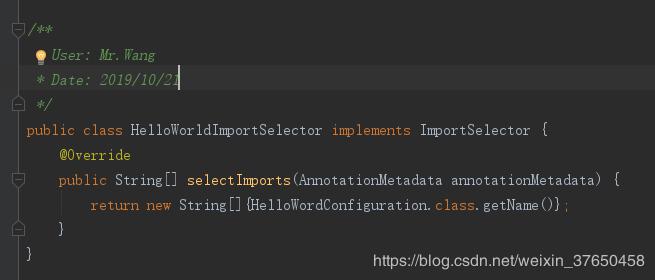 /**
User: Mr.Wang
* Date: 2019/10/21
*/
public class HelloWorldImportSelector implements ImportSelector {
@Override
public String[] selectImports(AnnotationMetadata annotationMetadata) {
return new String[]{HelloWordConfiguration.class.getName()};
}
}
https://blog.csdn.net/weixin_37650458